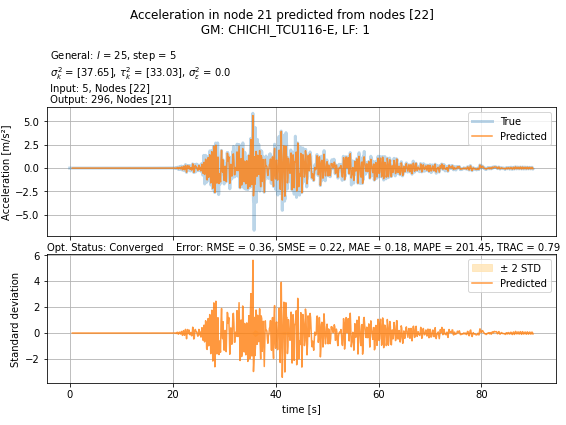 Acceleration in node 21 predicted from nodes [22]
GM: CHICHI_TCU116-E, LF: 1
General: l = 25, step = 5
σ²ₖ = [37.65], τ²ₖ = [33.03], σ²ε = 0.0
Input: 5, Nodes [22]
Output: 296, Nodes [21]
Acceleration [m/s²]
5.0
2.5
0.0
−2.5
−5.0
True
Predicted
Opt. Status: Converged Error: RMSE = 0.36, SMSE = 0.22, MAE = 0.18, MAPE = 201.45, TRAC = 0.79
Standard deviation
6
4
2
0
−2
± 2 STD
Predicted
0 20 40 60 80
time [s]